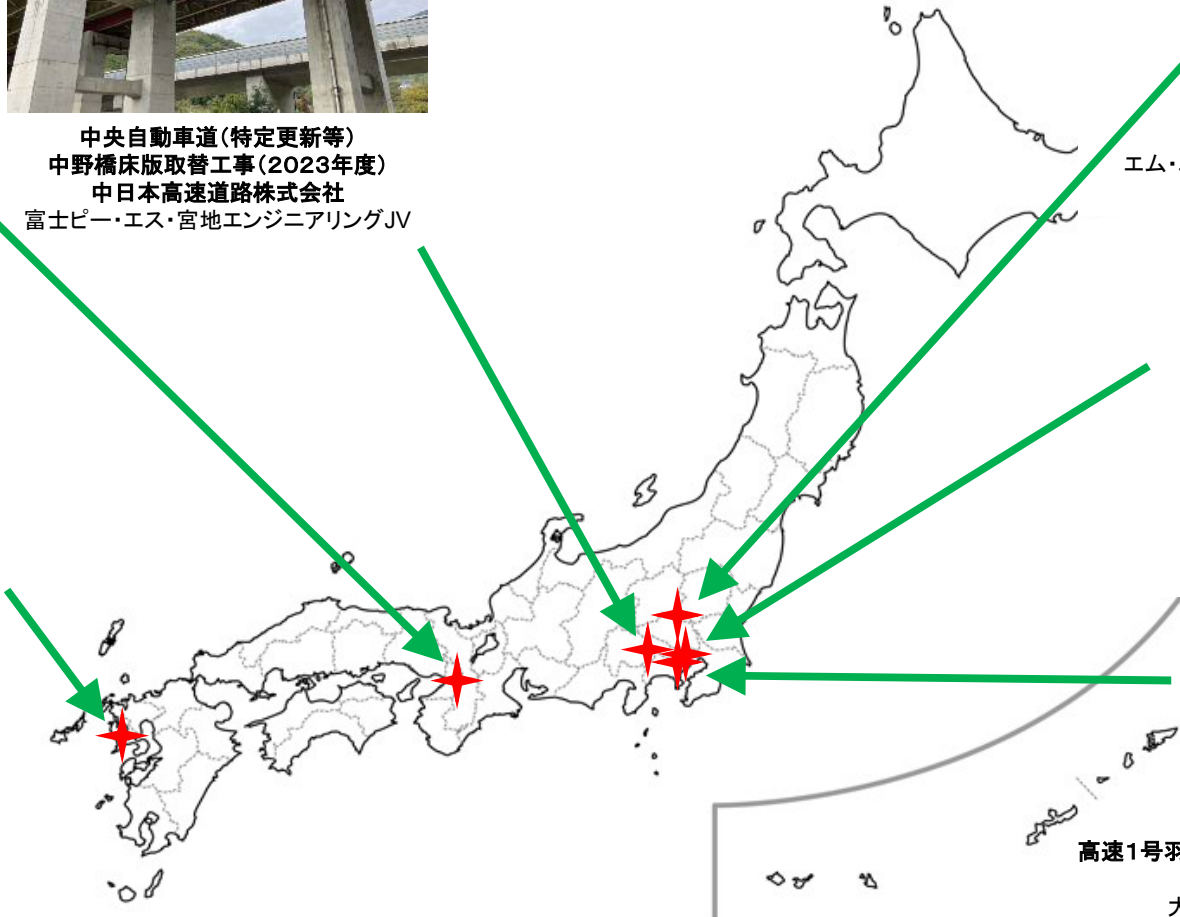 中央自動車道（特定更新等）
中野橋床版取替工事（2023年度）
中日本高速道路株式会社
富士ピー・エス・宮地エンジニアリングJV
エム・
高速1号羽